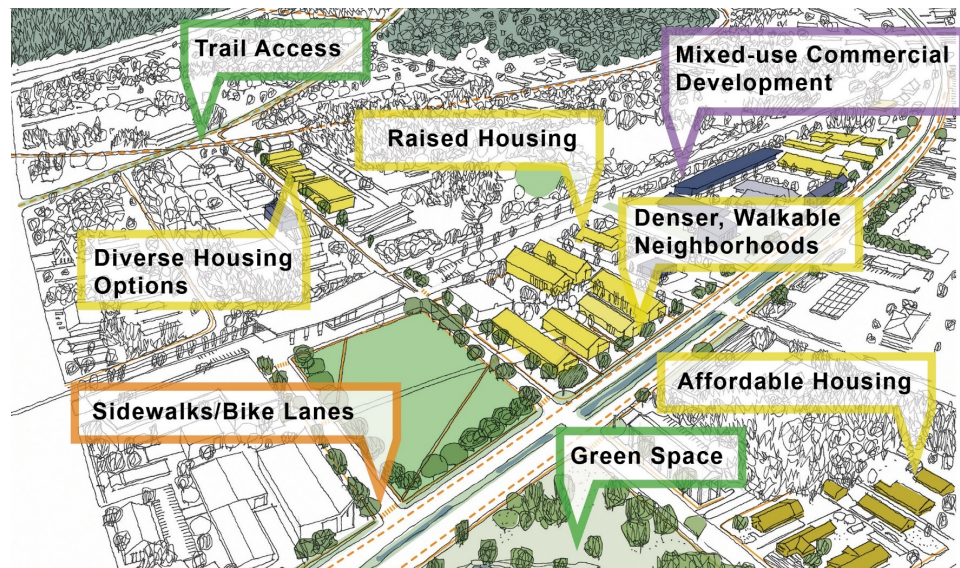 Trail Access
Mixed-use Commercial
Development
Raised Housing
Denser, Walkable
Neighborhoods
Diverse Housing
Options
Affordable Housing
Sidewalks/Bike Lanes
Green Space